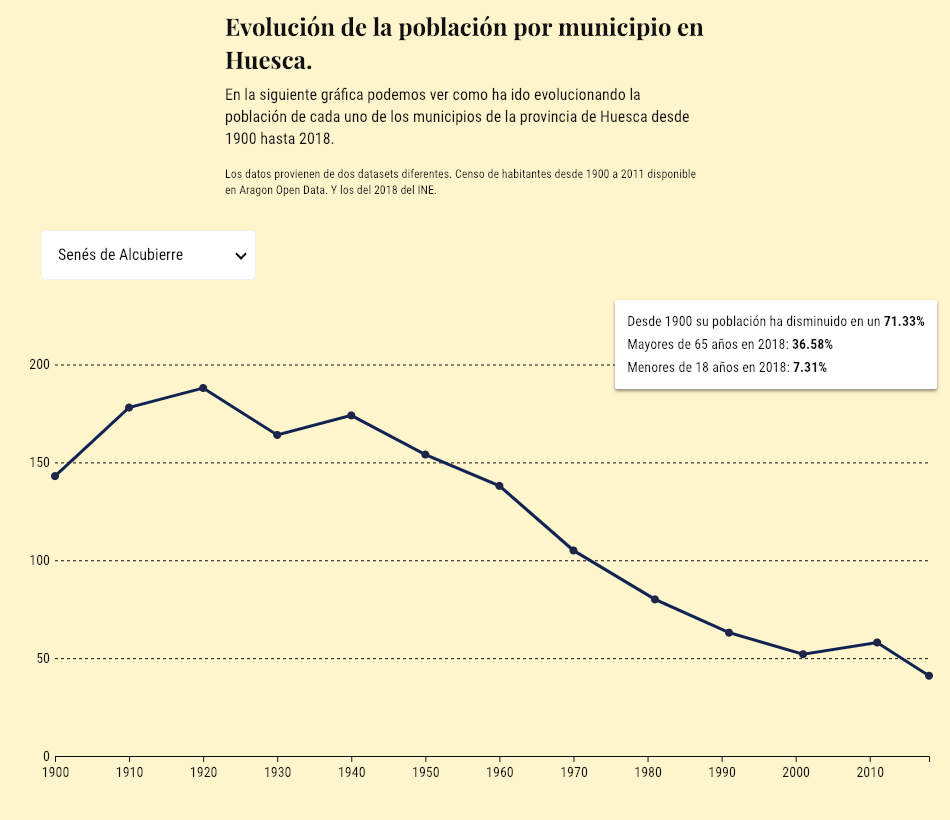 Evolución de la población por municipio en
Huesca.
En la siguiente gráfica podemos ver como ha ido evolucionando la
población de cada uno de los municipios de la provincia de Huesca desde
1900 hasta 2018.
Los datos provienen de dos datasets diferentes. Censo de habitantes desde 1900 a 2011 disponible
en Aragon Open Data. Y los del 2018 del INE.
Senés de Alcubierre
Desde 1900 su población ha disminuido en un 71.33%
Mayores de 65 años en 2018: 36.58%
Menores de 18 años en 2018: 7.31%
200
150
100
50
0
1900 1910 1920 1930 1940 1950 1960 1970 1980 1990 2000 2010